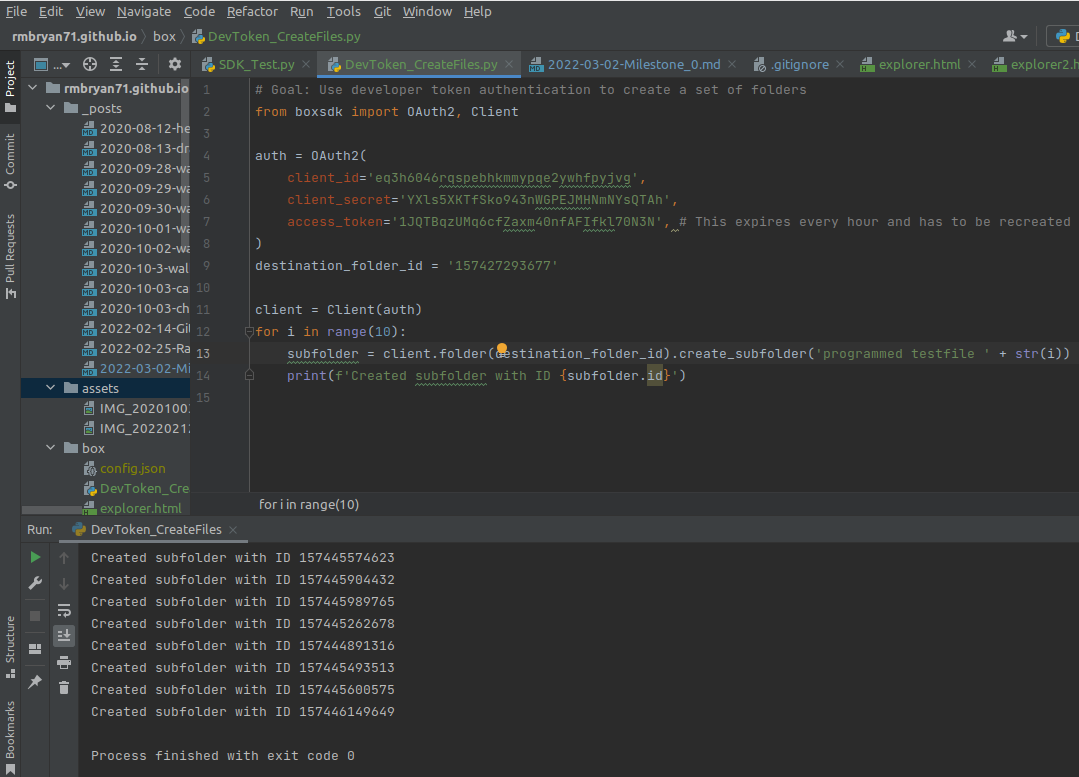 File Edit View Navigate Code Refactor Run Tools Git Window Help
rmbryan71.github.io box DevToken_CreateFiles.py
Project
Commit
Pull Requests
Structure
Bookmarks
...
SDK_Test.py DevToken_CreateFiles.py 2022-03-02-Milestone_0.md .gitignore explorer.html explorer2.h
rmbryan71.github.io
_posts
2020-08-12-he
2020-08-13-dr
2020-09-28-wa
2020-09-29-wa
2020-09-30-wa
2020-10-01-wa
2020-10-02-wa
2020-10-3-wal
2020-10-03-ca
2020-10-03-ch
2022-02-14-Gi
2022-02-25-Ra
2022-03-02-Mi
assets
IMG_2020100
IMG_2022021
box
config.json
DevToken_Cre
explorer.html
1 # Goal: Use developer token authentication to create a set of folders
2 from boxsdk import OAuth2, Client
3
4 auth = OAuth2(
5 client_id='eq3h6046rqspebhkmmypqe2ywhfpyjvg',
6 client_secret='YXls5XKTfSko943nWGPEJMHNmNYsQTAh',
7 access_token='1JQTBqzUMq6cfZaxm40nfAFIfkl70N3N', # This expires every hour and has to be recreated
8 )
9 destination_folder_id = '157427293677'
10
11 client = Client(auth)
12 for i in range(10):
13 subfolder = client.folder(destination_folder_id).create_subfolder('programmed testfile ' + str(i))
14 print(f'Created subfolder with ID {subfolder.id}')
15
for i in range(10)
Run: DevToken_CreateFiles
Created subfolder with ID 157445574623
Created subfolder with ID 157445904432
Created subfolder with ID 157445989765
Created subfolder with ID 157445262678
Created subfolder with ID 157444891316
Created subfolder with ID 157445493513
Created subfolder with ID 157445600575
Created subfolder with ID 157446149649
Process finished with exit code 0